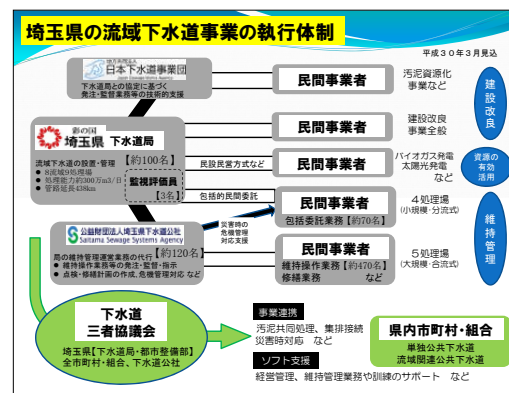 埼玉県の流域下水道事業の執行体制
平成30年3月見込
地方共同法人
日本下水道事業団
Japan Sewage Works Agency
下水道局との協定に基づく
発注・監督業務等の技術的支援
民間事業者
汚泥資源化
事業など
建設改良
彩の国
埼玉県 下水道局
【約100名】
流域下水道の設置・管理
● 8流域9処理場
● 処理能力約300万m3/日
● 管路延長438km
監視評価員
【3名】
民間事業者
建設改良
事業全般
民設民営方式など
民間事業者
バイオガス発電
太陽光発電
など
資源の
有効
活用
包括的民間委託
民間事業者
包括委託業務【約70名】
4処理場
(小規模・分流式)
維持管理
災害時の
危機管理
対応支援
公益財団法人埼玉県下水道公社
Saitama Sewage Systems Agency
【約120名】
局の維持管理運営業務の代行
● 維持操作業務等の発注・監督・指示
● 点検・修繕計画の作成、危機管理対応 など
民間事業者
維持操作業務【約470名】
修繕業務 など
5処理場
(大規模・合流式)
下水道
三者協議会
埼玉県【下水道局・都市整備部】
全市町村・組合、下水道公社
事業連携
汚泥共同処理、集排接続
災害時対応 など
ソフト支援
経営管理、維持管理業務や訓練のサポート など
県内市町村・組合
単独公共下水道
流域関連公共下水道